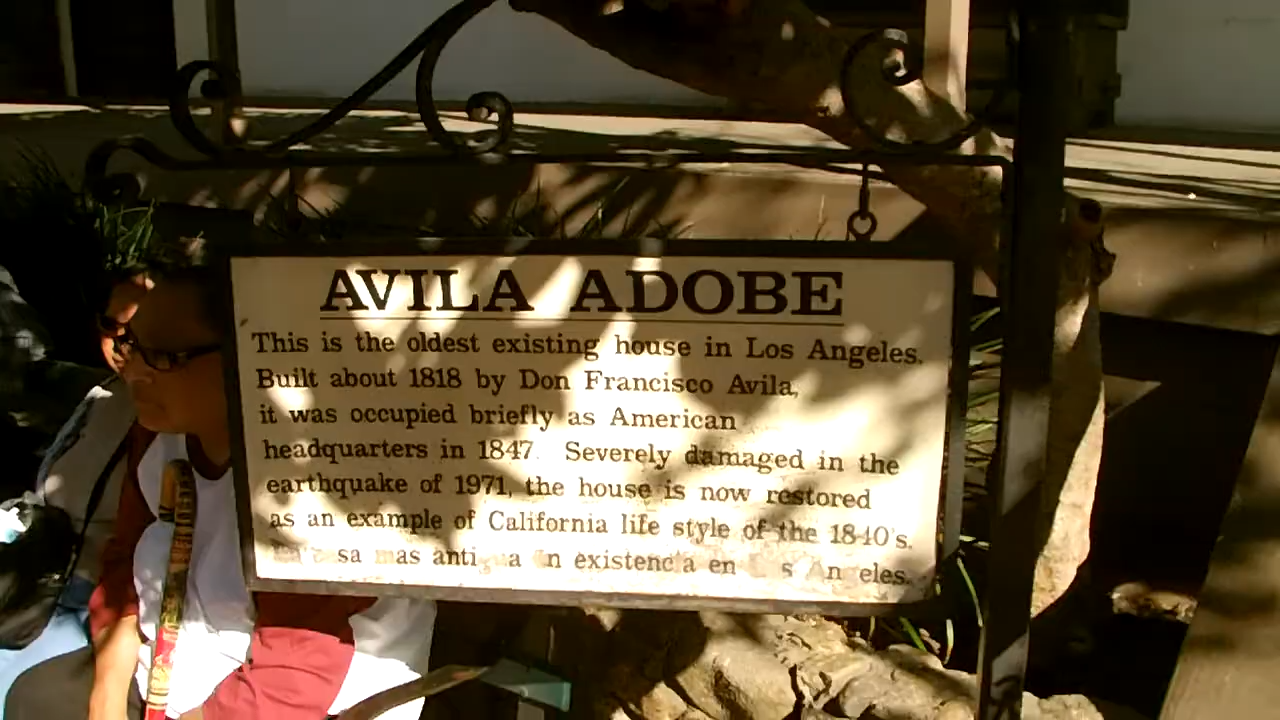 AVILA ADOBE
This is the oldest existing house in Los Angeles.
Built about 1818 by Don Francisco Avila,
it was occupied briefly as American
headquarters in 1847. Severely damaged in the
earthquake of 1971, the house is now restored
as an example of California life style of the 1840's.
mas existencia en